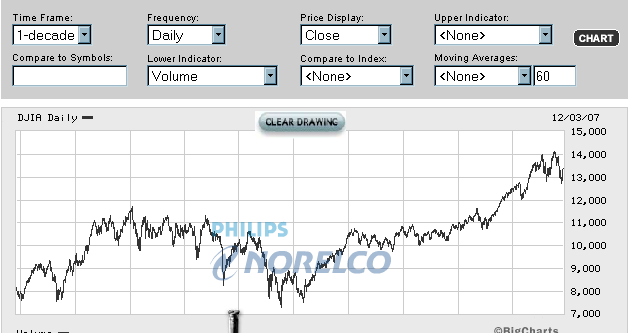 Time Frame: Frequency: Price Display: Upper Indicator:
1-decade Daily Close <None> CHART
Compare to Symbols: Lower Indicator: Compare to Index: Moving Averages:
Volume <None> <None> 60
DJIA Daily CLEAR DRAWING 12/03/07
15,000
14,000
13,000
12,000
11,000
PHILIPS
10,000
NORELCO
9,000
8,000
7,000
Volume ©BigCharts